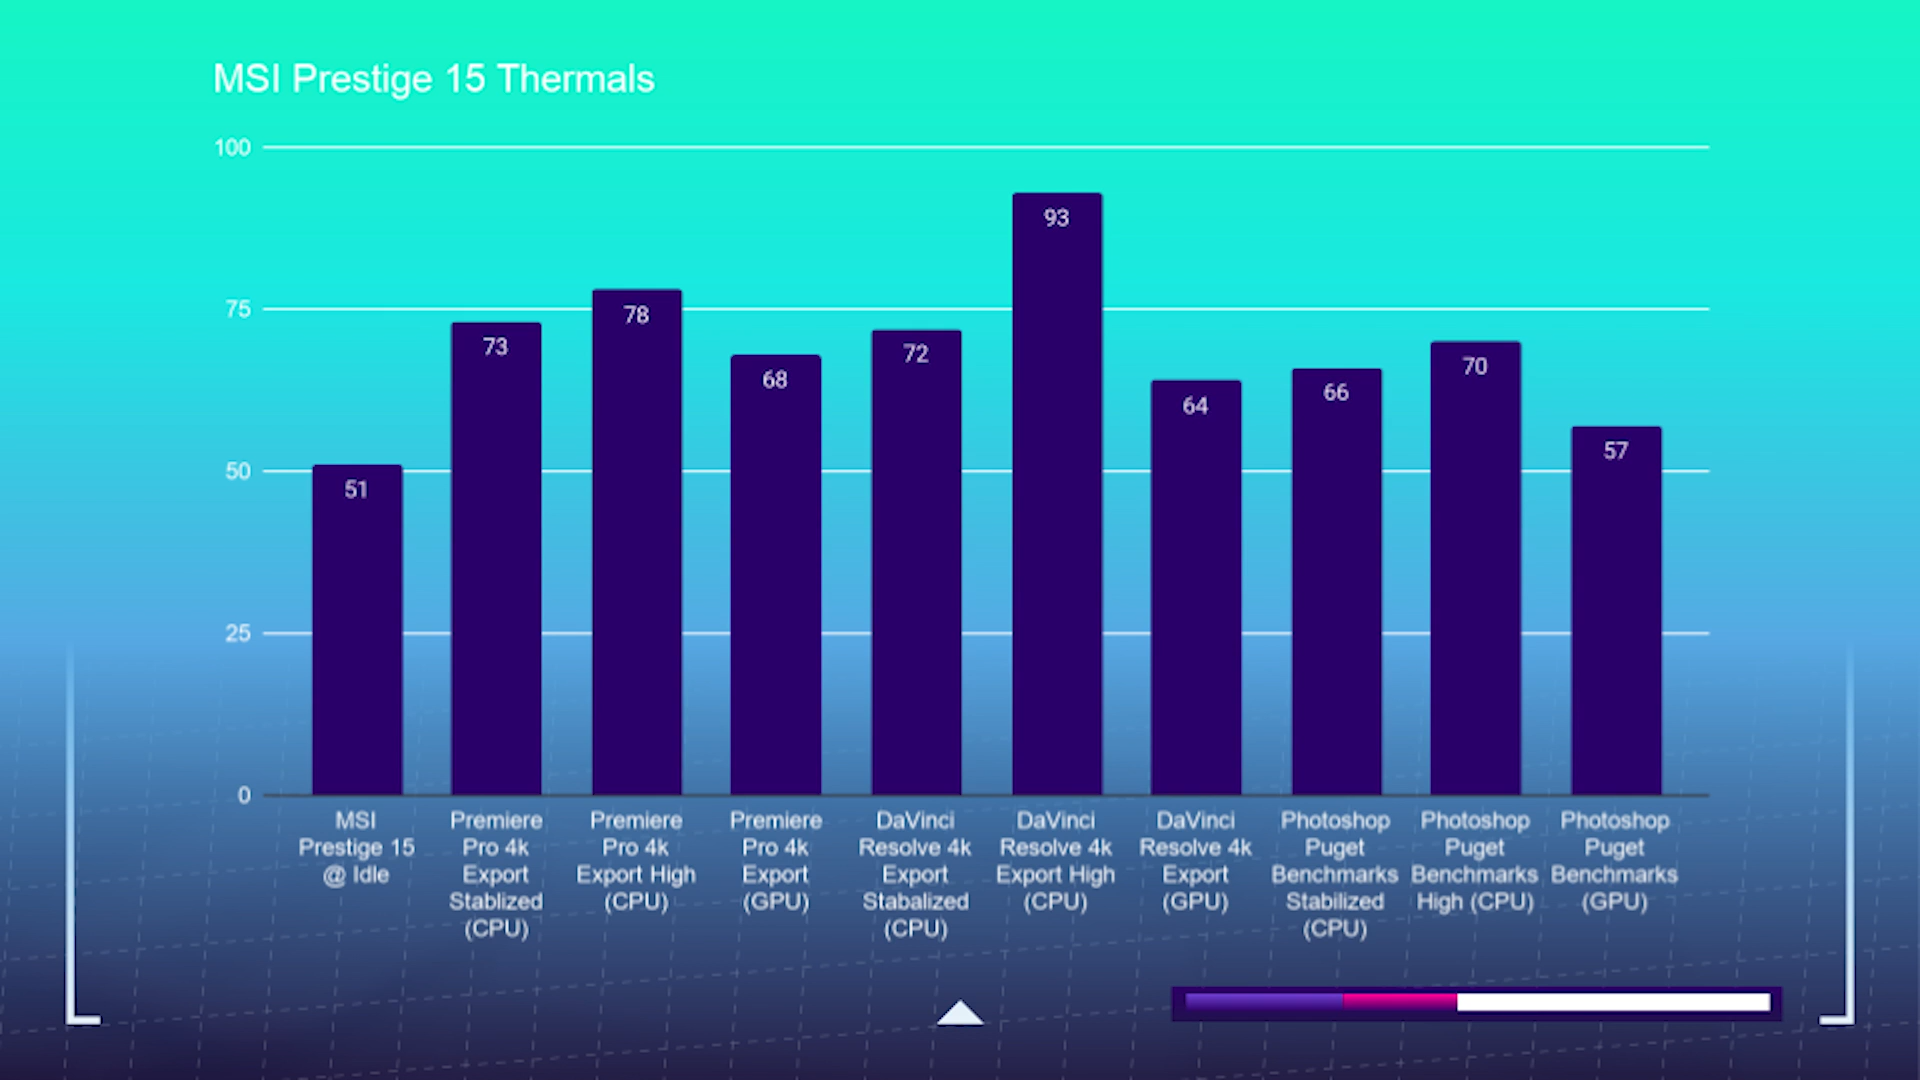 MSI Prestige 15 Thermals
100
75
50
25
0
51
73
78
68
72
93
64
66
70
57
MSI
Prestige 15
@ Idle
Premiere
Pro 4k
Export
Stablized
(CPU)
Premiere
Pro 4k
Export High
(CPU)
Premiere
Pro 4k
Export
(GPU)
DaVinci
Resolve 4k
Export
Stabalized
(CPU)
DaVinci
Resolve 4k
Export High
(CPU)
DaVinci
Resolve 4k
Export
(GPU)
Photoshop
Puget
Benchmarks
Stabilized
(CPU)
Photoshop
Puget
Benchmarks
High (CPU)
Photoshop
Puget
Benchmarks
(GPU)